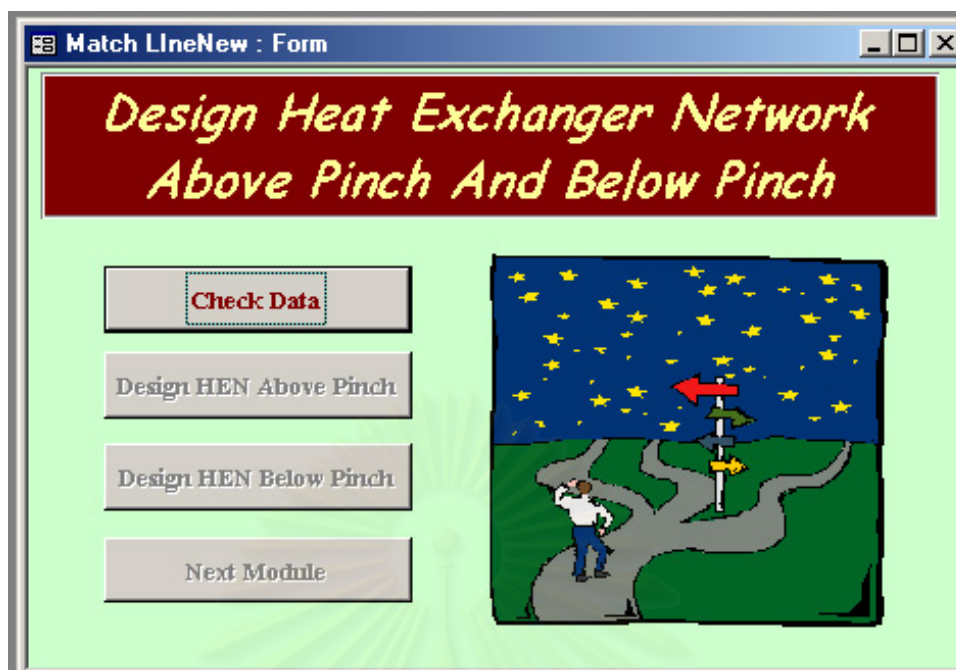 Match LIneNew : Form
Design Heat Exchanger Network
Above Pinch And Below Pinch
Check Data
Design HEN Above Pinch
Design HEN Below Pinch
Next Module